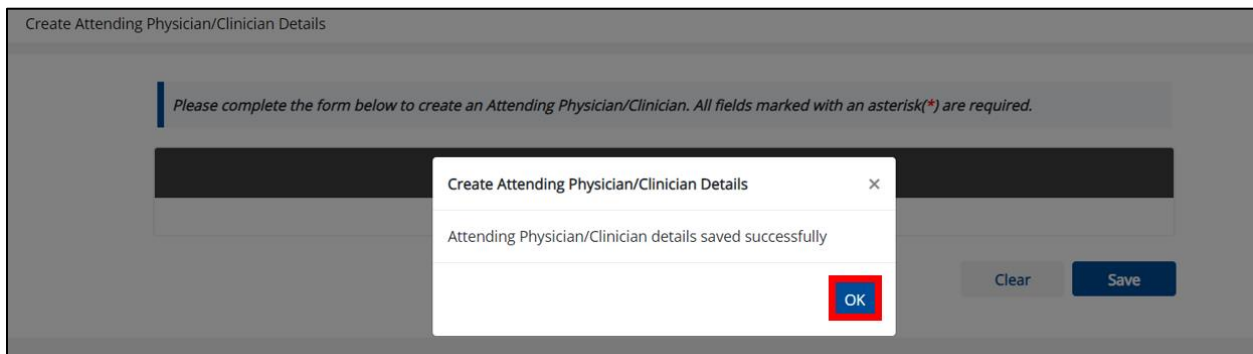 Create Attending Physician/Clinician Details
Please complete the form below to create an Attending Physician/Clinician. All fields marked with an asterisk(*) are required.
Create Attending Physician/Clinician Details ×
Attending Physician/Clinician details saved successfully
OK
Clear Save